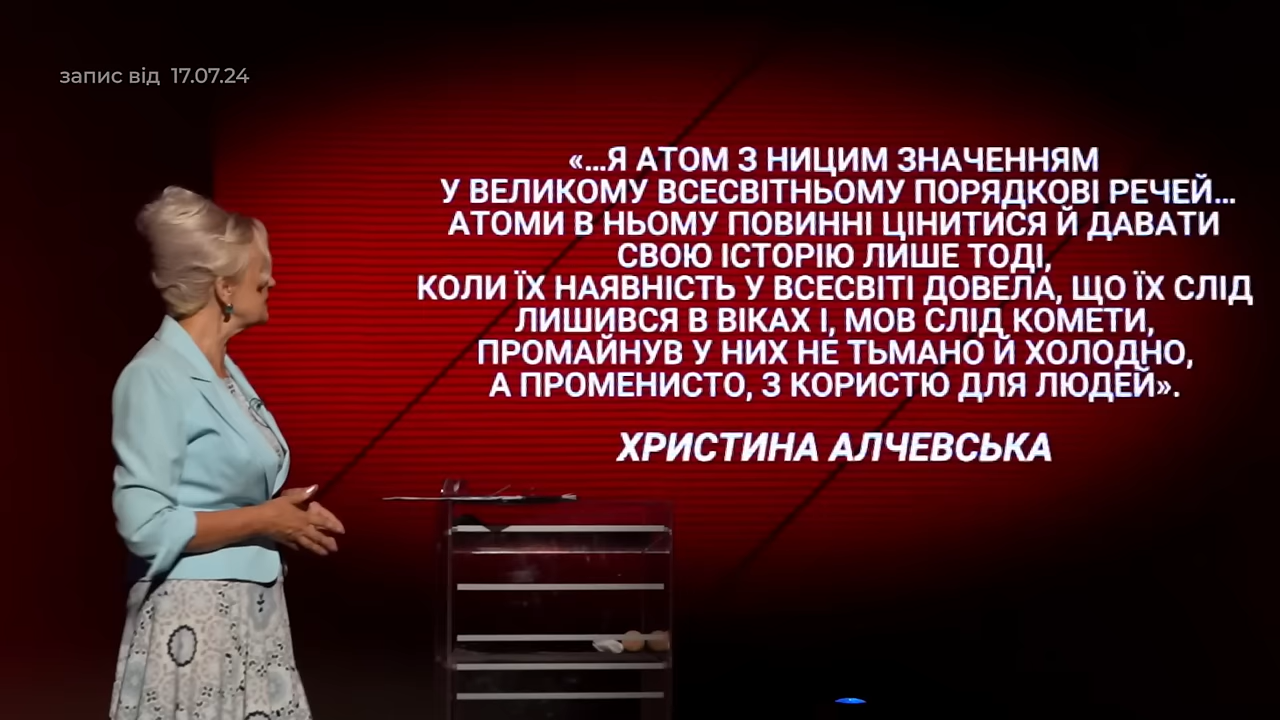 запис від 17.07.24
«...Я АТОМ З НИЦИМ ЗНАЧЕННЯМ
У ВЕЛИКОМУ ВСЕСВІТНЬОМУ ПОРЯДКОВІ РЕЧЕЙ...
АТОМИ В НЬОМУ ПОВИННІ ЦІНИТИСЯ Й ДАВАТИ
СВОЮ ІСТОРІЮ ЛИШЕ ТОДІ,
КОЛИ ЇХ НАЯВНІСТЬ У ВСЕСВІТІ ДОВЕЛА, ЩО ЇХ СЛІД
ЛИШИВСЯ В ВІКАХ І, МОВ СЛІД КОМЕТИ,
ПРОМАЙНУВ У НИХ НЕ ТЬМАНО Й ХОЛОДНО,
А ПРОМЕНИСТО, З КОРИСТЮ ДЛЯ ЛЮДЕЙ».
ХРИСТИНА АЛЧЕВСЬКА